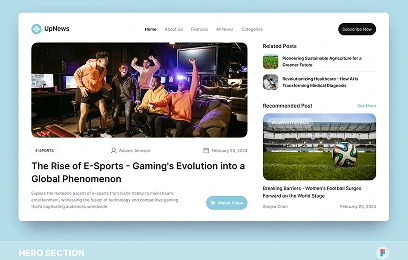 UpNews
Home   About Us   Features   All News   Categories
Subscribe Now
E-SPORTS
Adams Jameson
February 20, 2024
The Rise of E-Sports - Gaming's Evolution into a
Global Phenomenon
Explore the meteoric ascent of e-sports from niche hobby to mainstream
entertainment, witnessing the fusion of technology and competitive gaming
that's captivating audiences worldwide
Watch Video
Related Posts
Pioneering Sustainable Agriculture for a
Greener Future
Revolutionizing Healthcare - How AI is
Transforming Medical Diagnosis
Recommended Post
See More
WOMEN'S FOOTBALL
Breaking Barriers - Women's Football Surges
Forward on the World Stage
Chen
February 20, 2024
HERO SECTION